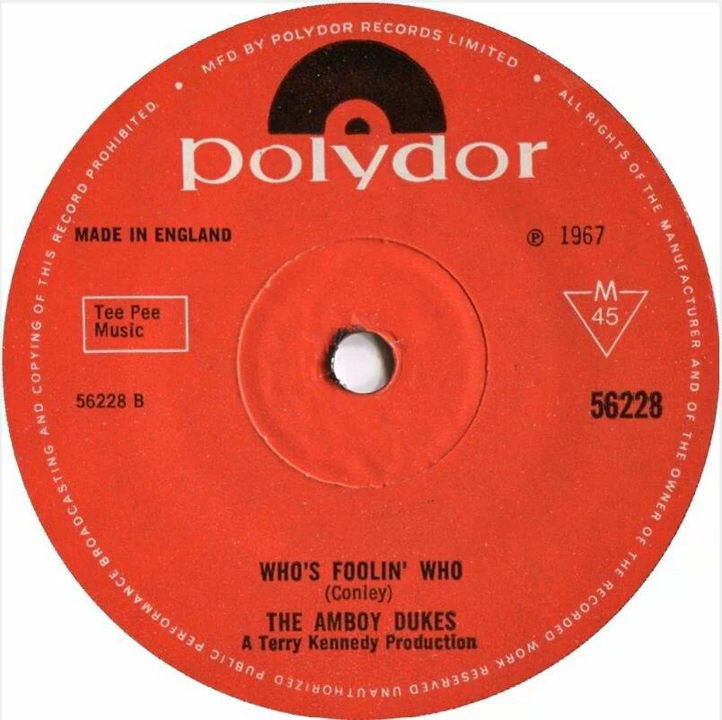 MFD BY POLYDOR RECORDS LIMITED • ALL RIGHTS OF THE MANUFACTURER AND OF THE OWNER OF THE RECORDED WORK RESERVED UNAUTHORIZED PUBLIC PERFORMANCE BROADCASTING AND COPYING OF THIS RECORD PROHIBITED. •
polydor
MADE IN ENGLAND
℗ 1967
Tee Pee
Music
M
45
56228 B
56228
WHO'S FOOLIN' WHO
(Conley)
THE AMBOY DUKES
A Terry Kennedy Production